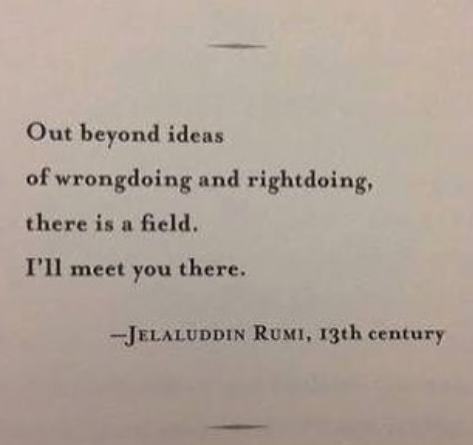 Out beyond ideas
of wrongdoing and rightdoing,
there is a field.
I'll meet you there.
—Jelaluddin Rumi, 13th century